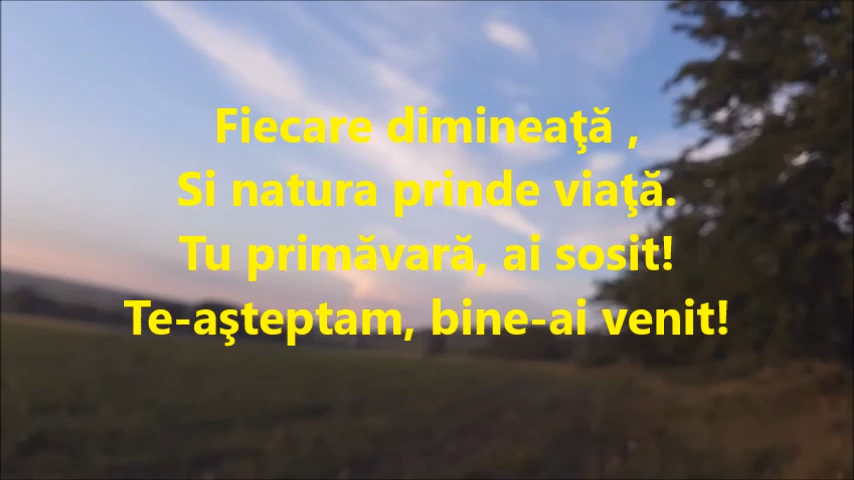 Fiecare dimineaţă ,
Si natura prinde viaţă.
Tu primăvară, ai sosit!
Te-aşteptam, bine-ai venit!